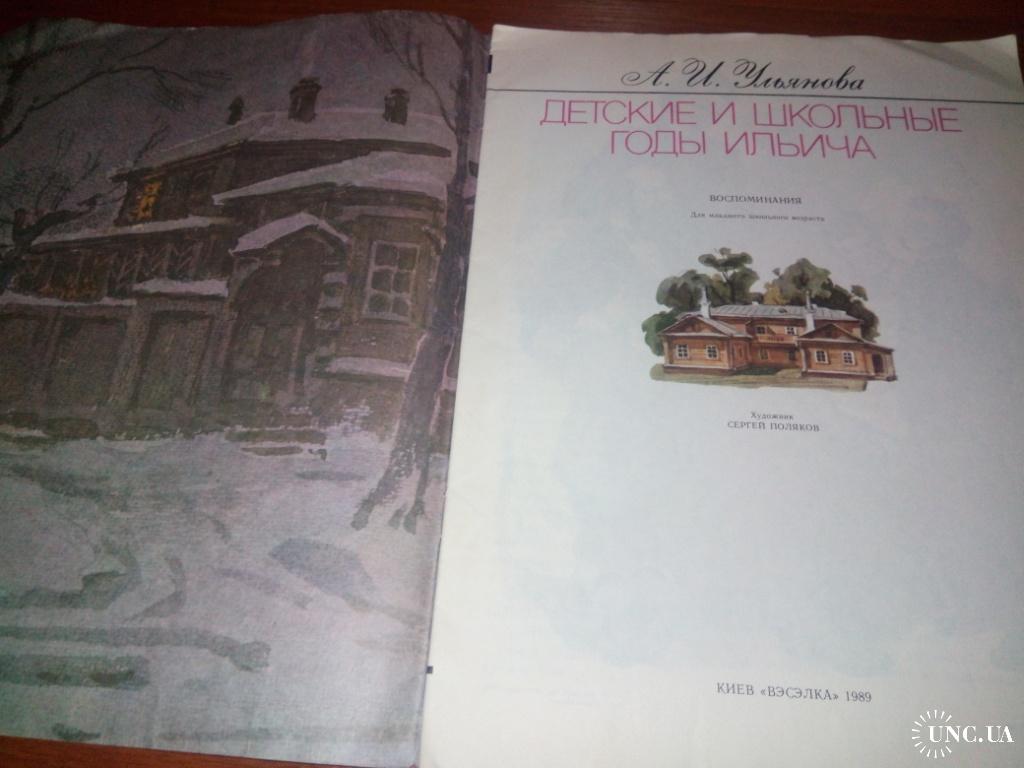 А. И. Ульянова
ДЕТСКИЕ И ШКОЛЬНЫЕ
ГОДЫ ИЛЬИЧА
ВОСПОМИНАНИЯ
Для младшего школьного возраста
Художник
СЕРГЕЙ ПОЛЯКОВ
КИЕВ «ВЭСЭЛКА» 1989
UNC.UA